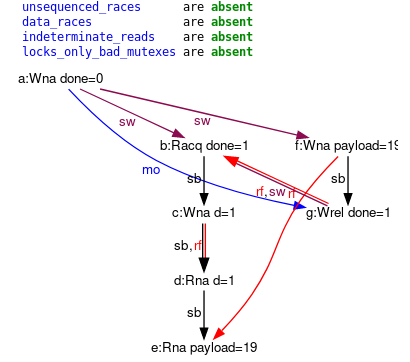 unsequenced_races are absent
data_races are absent
indeterminate_reads are absent
locks_only_bad_mutexes are absent
a:Wna done=0
sw
sw
b:Racq done=1
f:Wna payload=19
mo
sb
sb
rf,sw
rf
c:Wna d=1
g:Wrel done=1
sb,rf
d:Rna d=1
sb
e:Rna payload=19